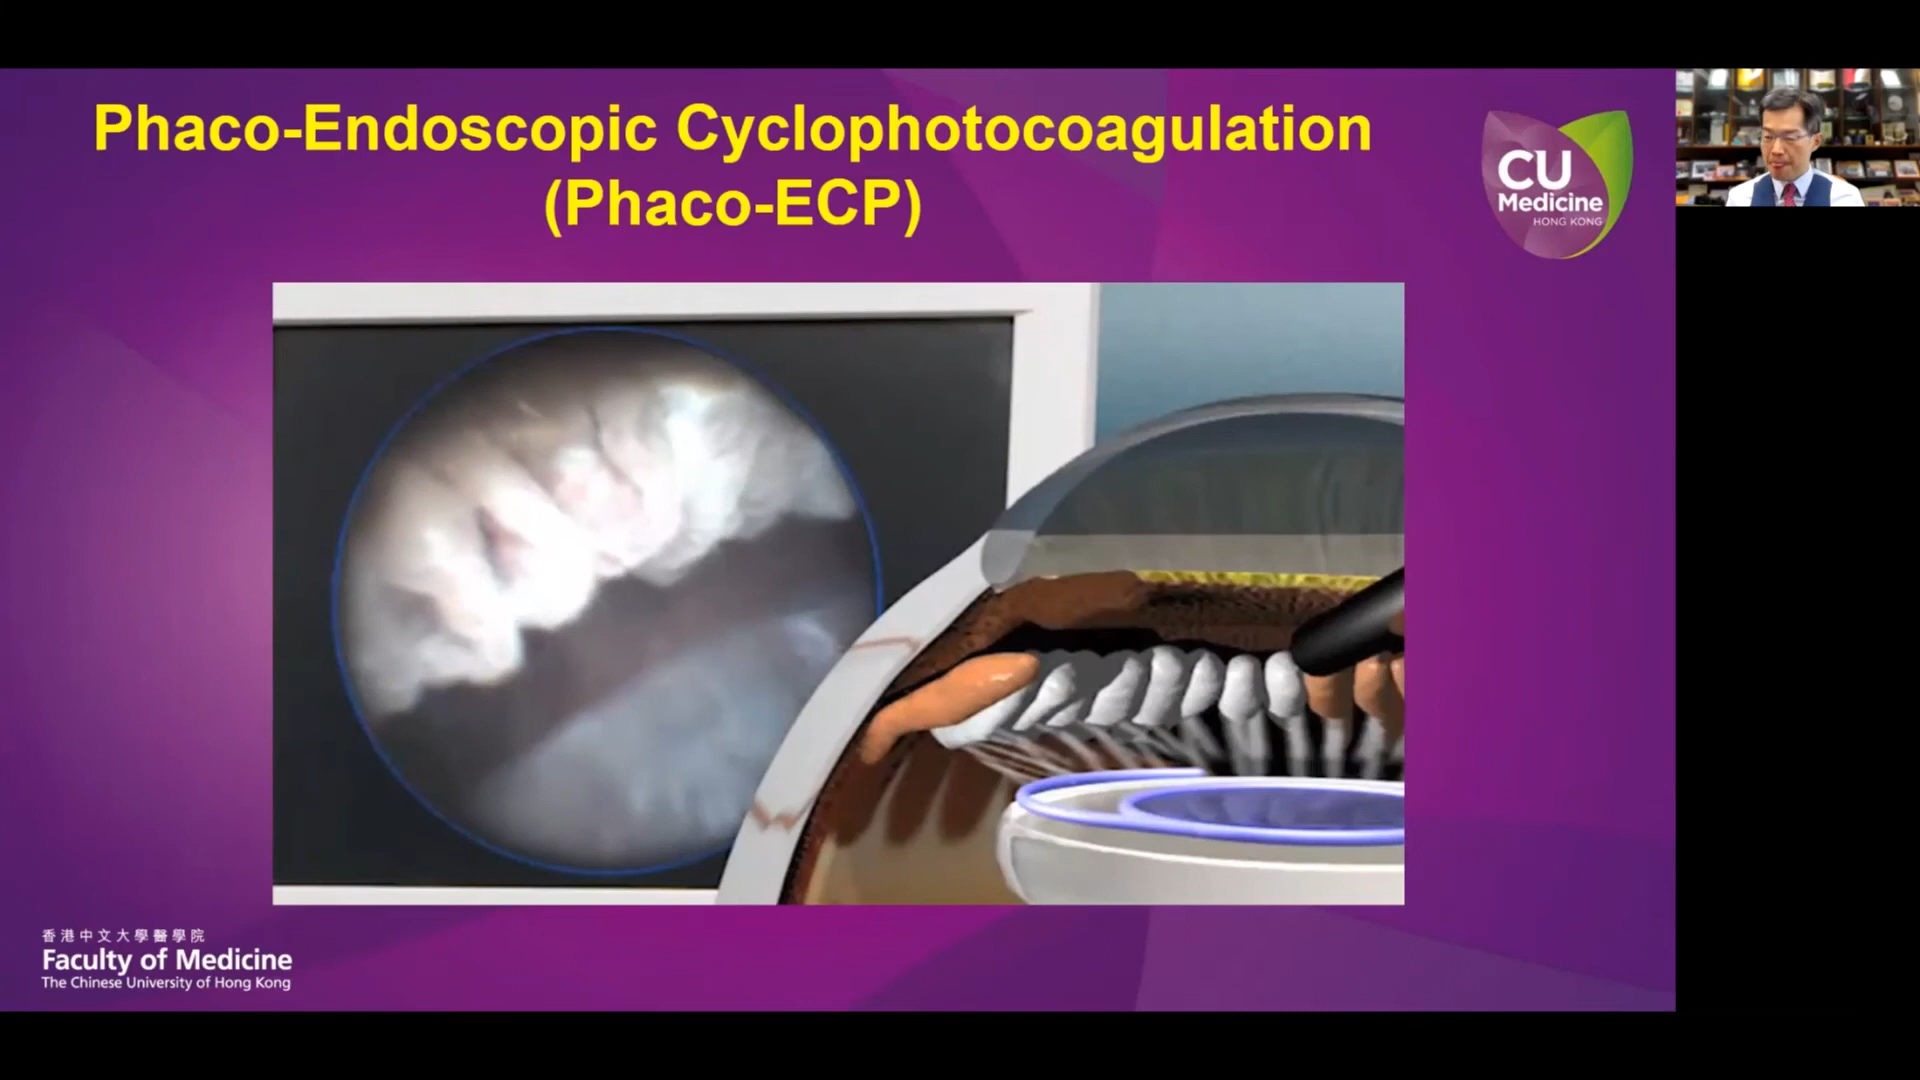 Phaco-Endoscopic Cyclophotocoagulation
(Phaco-ECP)
CU
Medicine
HONG KONG
香港中文大學醫學院
Faculty of Medicine
The Chinese University of Hong Kong